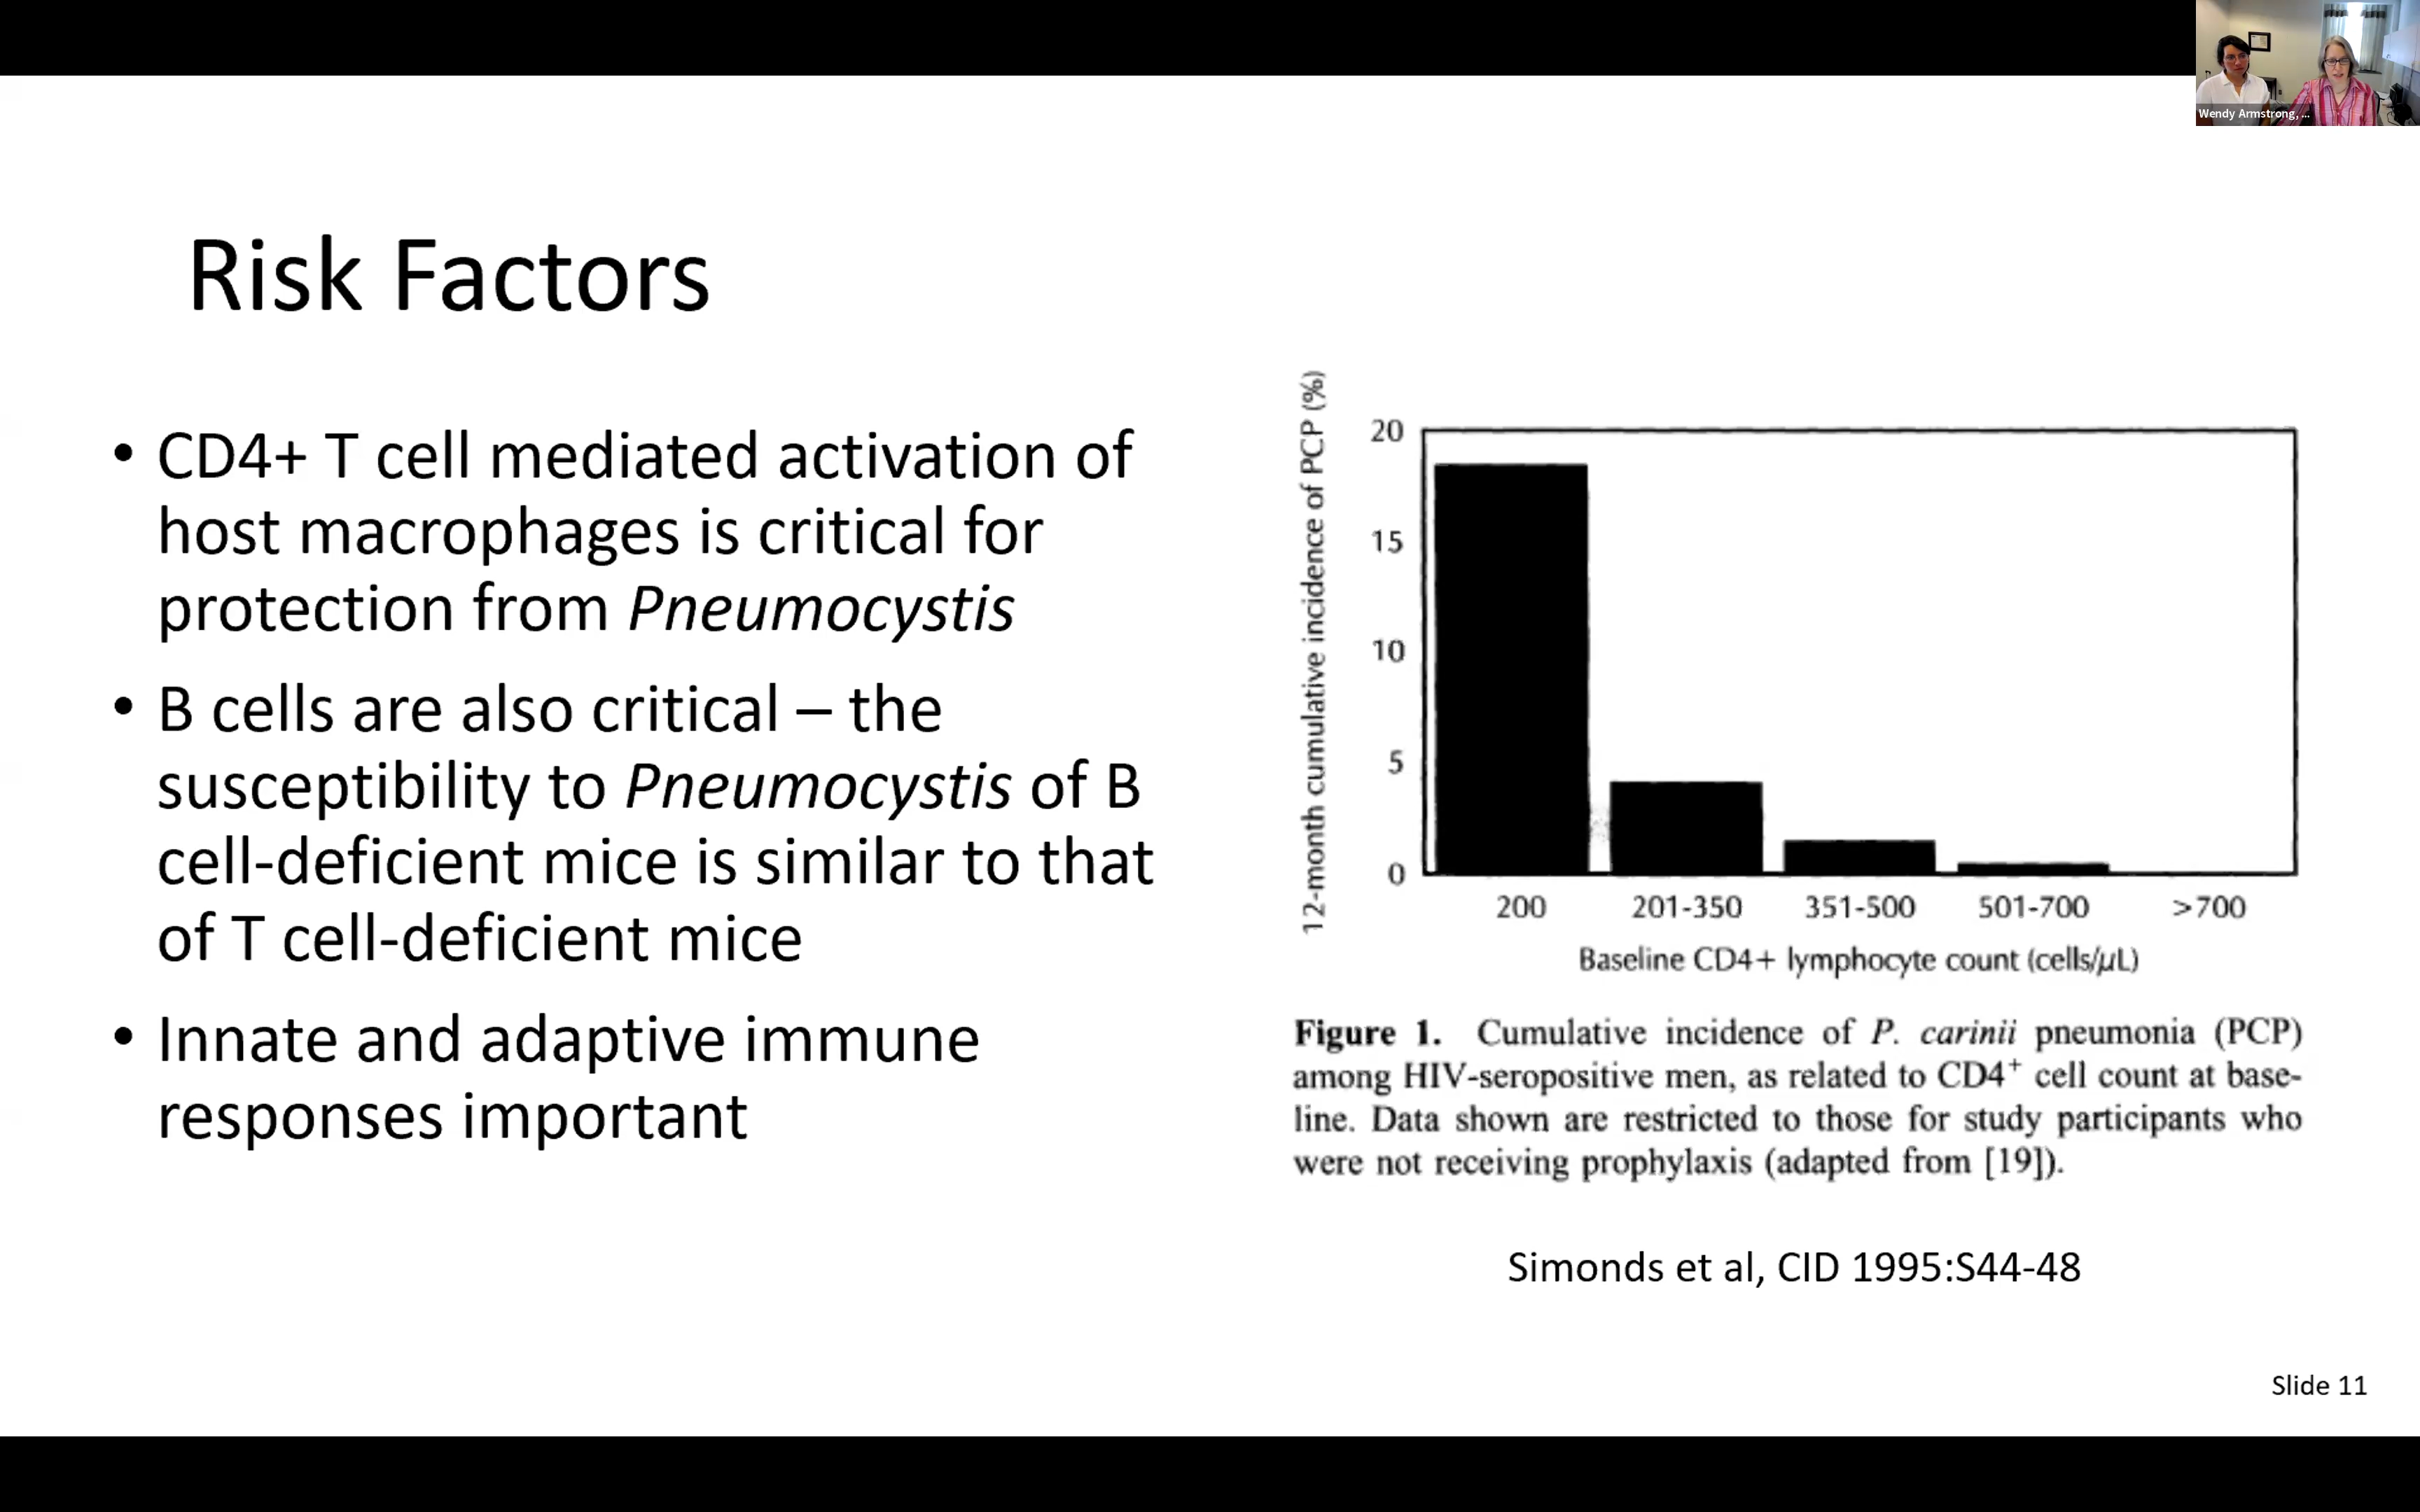 Wendy Armstrong, ...
Risk Factors
• CD4+ T cell mediated activation of
host macrophages is critical for
protection from Pneumocystis
• B cells are also critical – the
susceptibility to Pneumocystis of B
cell-deficient mice is similar to that
of T cell-deficient mice
• Innate and adaptive immune
responses important
12-month cumulative incidence of PCP (%)
20
15
10
5
0
200 201-350 351-500 501-700 >700
Baseline CD4+ lymphocyte count (cells/µL)
Figure 1. Cumulative incidence of P. carinii pneumonia (PCP)
among HIV-seropositive men, as related to CD4⁺ cell count at base-
line. Data shown are restricted to those for study participants who
were not receiving prophylaxis (adapted from [19]).
Simonds et al, CID 1995:S44-48
Slide 11